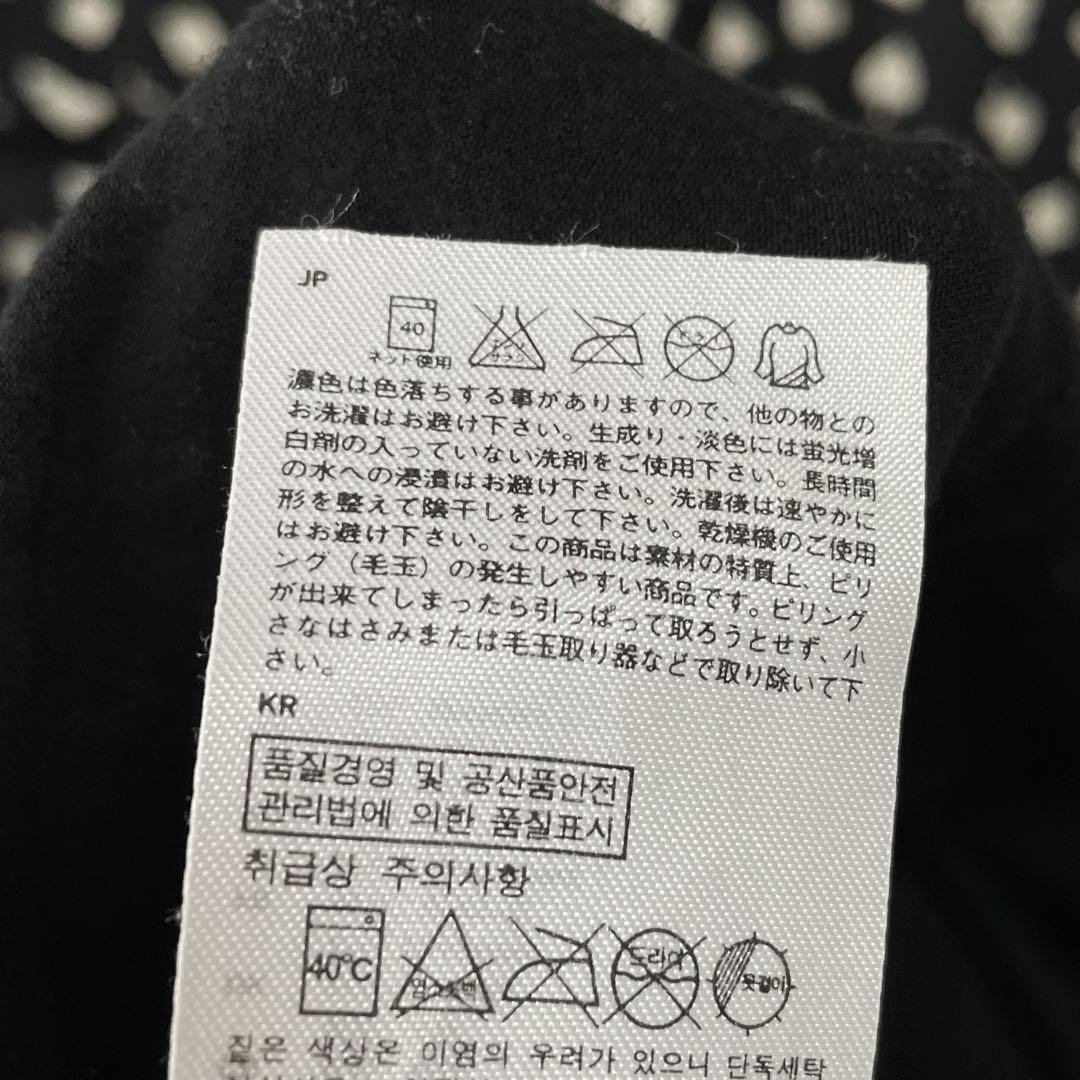 JP
40
ネット使用
濃色は色落ちする事がありますので、他の物との
お洗濯はお避け下さい。生成り・淡色には蛍光増
白剤の入っていない洗剤をご使用下さい。長時間
の水への浸漬はお避け下さい。洗濯後は速やかに
形を整えて陰干しをして下さい。乾燥機のご使用
はお避け下さい。この商品は素材の特質上、ピリ
ング（毛玉）の発生しやすい商品です。ピリング
が出来てしまったら引っぱって取ろうとせず、小
さなはさみまたは毛玉取り器などで取り除いて下
さい。
KR
품질경영 및 공산품안전
관리법에 의한 품질표시
취급상 주의사항
40℃
드라이
옷걸이
짙은 색상은 이염의 우려가 있으니 단독세탁